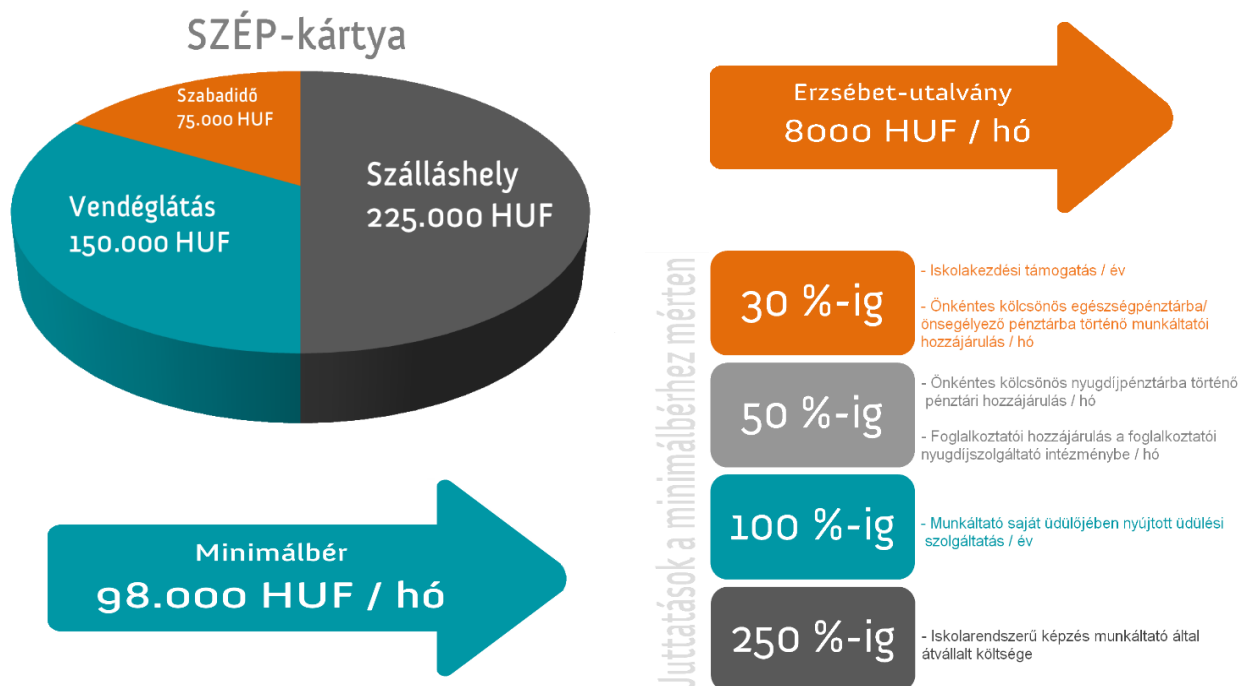 SZÉP-kártya
Szabadidő
75.000 HUF
Vendéglátás
150.000 HUF
Szálláshely
225.000 HUF
Minimálbér
98.000 HUF / hó
Erzsébet-utalvány
8000 HUF / hó
Juttatások a minimálbérhez mérten
30 %-ig
- Iskolakezdési támogatás / év
- Önkéntes kölcsönös egészségpénztárba/
önsegélyező pénztárba történő munkáltatói
hozzájárulás / hó
50 %-ig
- Önkéntes kölcsönös nyugdíjpénztárba történő
pénztári hozzájárulás / hó
- Foglalkoztatói hozzájárulás a foglalkoztatói
nyugdíjszolgáltató intézménybe / hó
100 %-ig
- Munkáltató saját üdülőjében nyújtott üdülési
szolgáltatás / év
250 %-ig
- Iskolarendszerű képzés munkáltató által
átvállalt költsége